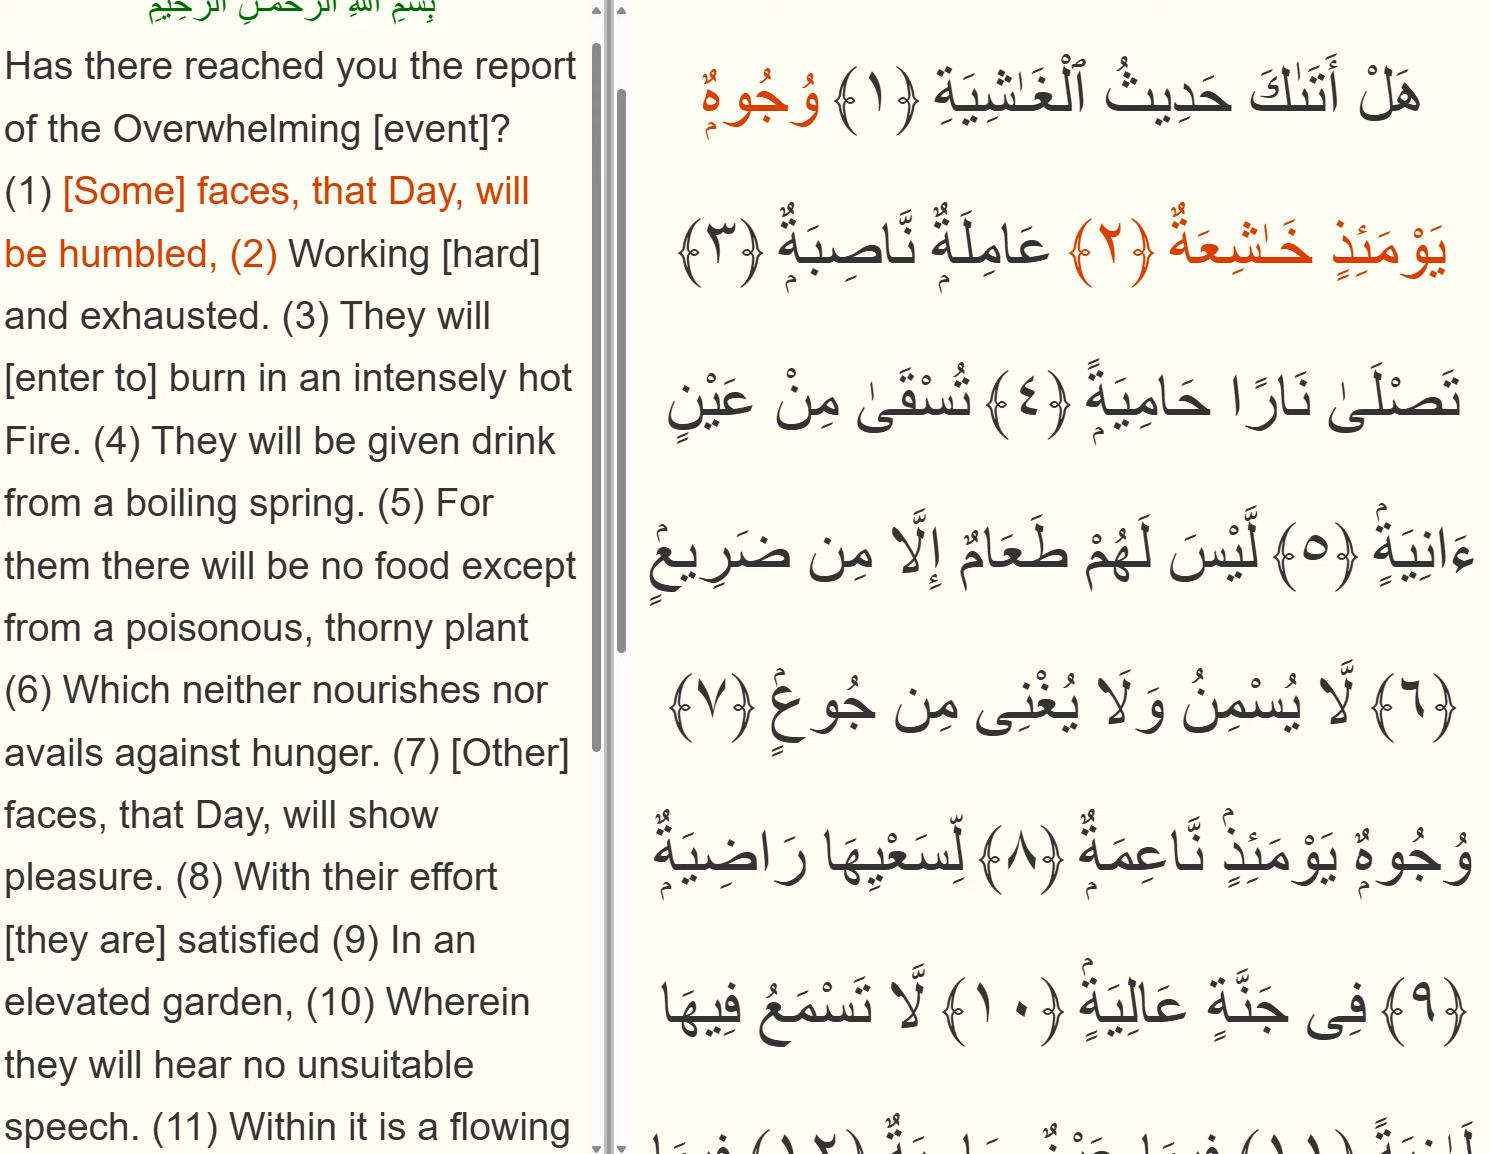 بِسْمِ اللَّهِ الرَّحْمَـٰنِ الرَّحِيمِ
Has there reached you the report
of the Overwhelming [event]?
(1) [Some] faces, that Day, will
be humbled, (2) Working [hard]
and exhausted. (3) They will
[enter to] burn in an intensely hot
Fire. (4) They will be given drink
from a boiling spring. (5) For
them there will be no food except
from a poisonous, thorny plant
(6) Which neither nourishes nor
avails against hunger. (7) [Other]
faces, that Day, will show
pleasure. (8) With their effort
[they are] satisfied (9) In an
elevated garden, (10) Wherein
they will hear no unsuitable
speech. (11) Within it is a flowing
هَلْ أَتَىٰكَ حَدِيثُ ٱلْغَـٰشِيَةِ ﴿١﴾ وُجُوهٌۭ
يَوْمَئِذٍ خَـٰشِعَةٌ ﴿٢﴾ عَامِلَةٌۭ نَّاصِبَةٌۭ ﴿٣﴾
تَصْلَىٰ نَارًا حَامِيَةًۭ ﴿٤﴾ تُسْقَىٰ مِنْ عَيْنٍ
ءَانِيَةٍۢ ﴿٥﴾ لَّيْسَ لَهُمْ طَعَامٌ إِلَّا مِن ضَرِيعٍۢ
﴿٦﴾ لَّا يُسْمِنُ وَلَا يُغْنِى مِن جُوعٍۢ ﴿٧﴾
وُجُوهٌۭ يَوْمَئِذٍۢ نَّاعِمَةٌۭ ﴿٨﴾ لِّسَعْيِهَا رَاضِيَةٌۭ
﴿٩﴾ فِى جَنَّةٍ عَالِيَةٍۢ ﴿١٠﴾ لَّا تَسْمَعُ فِيهَا